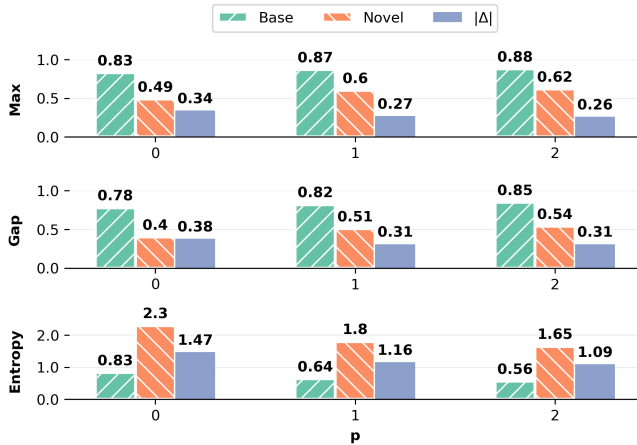 Base Novel |Δ|
Max
1.0
0.5
0.0
0.83 0.49 0.34
0.87 0.6 0.27
0.88 0.62 0.26
0 1 2
Gap
1.0
0.5
0.0
0.78 0.4 0.38
0.82 0.51 0.31
0.85 0.54 0.31
0 1 2
Entropy
2.0
1.0
0.0
0.83 2.3 1.47
0.64 1.8 1.16
0.56 1.65 1.09
0 1 2
p